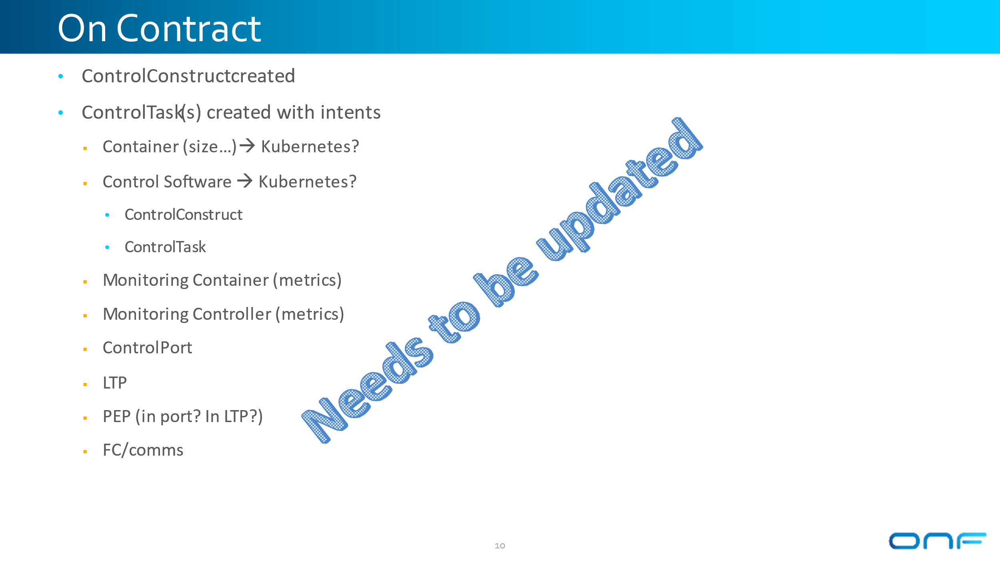 On Contract
• ControlConstructcreated
• ControlTask(s) created with intents
▪ Container (size…)→ Kubernetes?
▪ Control Software → Kubernetes?
• ControlConstruct
• ControlTask
▪ Monitoring Container (metrics)
▪ Monitoring Controller (metrics)
▪ ControlPort
▪ LTP
▪ PEP (in port? In LTP?)
▪ FC/comms
Needs to be updated
10
ONF